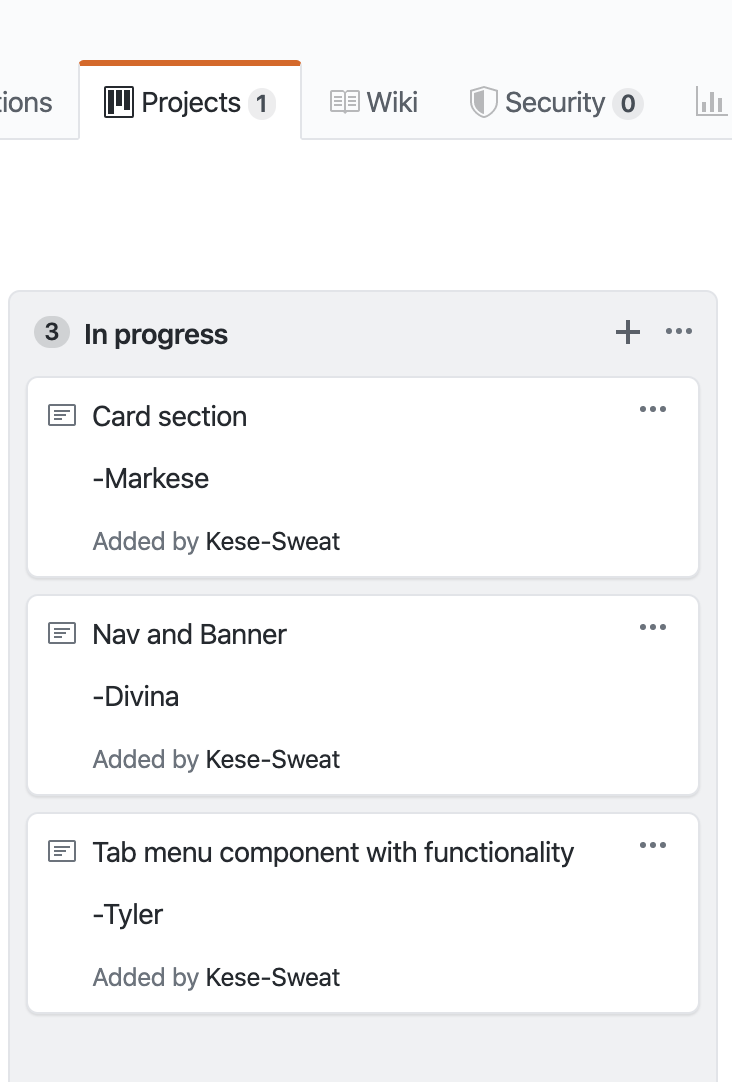 Projects 1 Wiki Security 0
3 In progress
Card section
-Markese
Added by Kese-Sweat
Nav and Banner
-Divina
Added by Kese-Sweat
Tab menu component with functionality
-Tyler
Added by Kese-Sweat